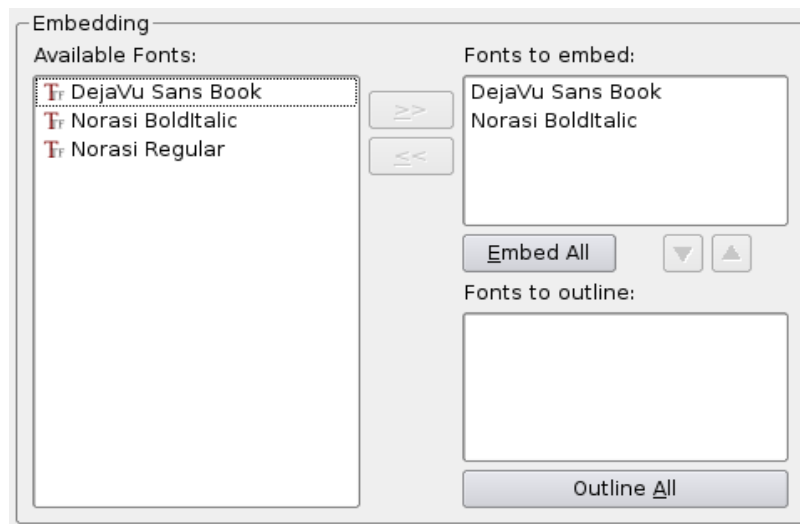 Embedding
Available Fonts:
DejaVu Sans Book
Norasi BoldItalic
Norasi Regular
>>
<<
Fonts to embed:
DejaVu Sans Book
Norasi BoldItalic
Embed All
Fonts to outline:
Outline All